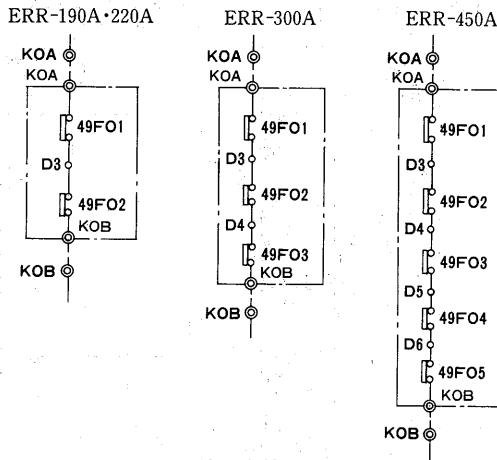 ERR-190A･220A
KOA
KOA
49FO1
D3
49FO2
KOB
KOB
ERR-300A
KOA
KOA
49FO1
D3
49FO2
D4
49FO3
KOB
KOB
ERR-450A
KOA
KOA
49FO1
D3
49FO2
D4
49FO3
D5
49FO4
D6
49FO5
KOB
KOB